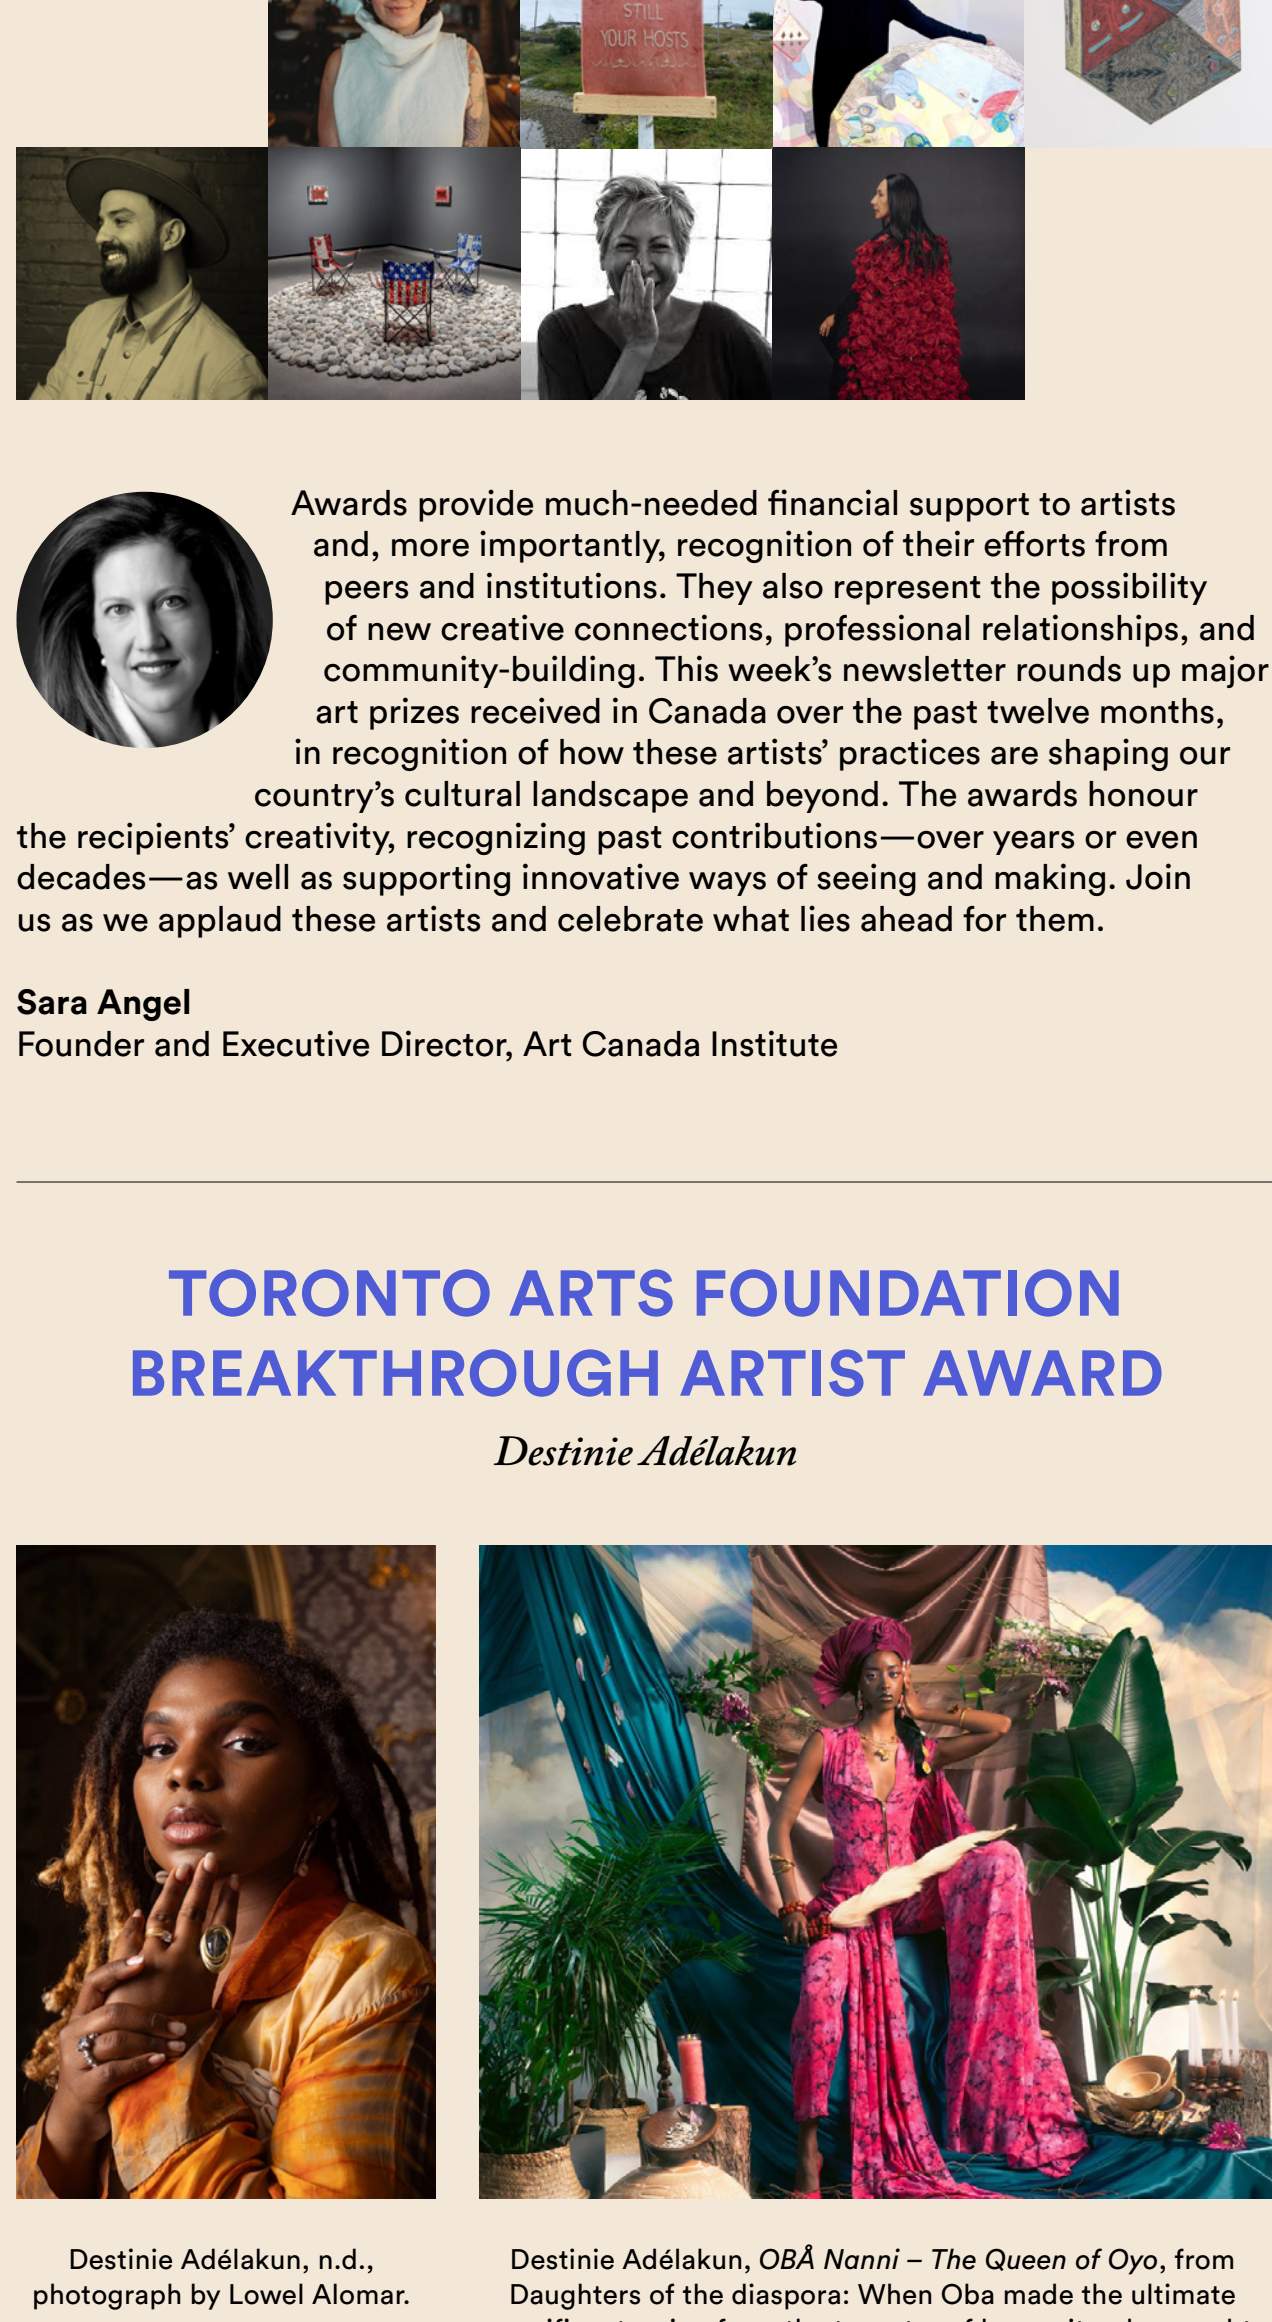 STILL
YOUR HOSTS
Awards provide much-needed financial support to artists
and, more importantly, recognition of their efforts from
peers and institutions. They also represent the possibility
of new creative connections, professional relationships, and
community-building. This week’s newsletter rounds up major
art prizes received in Canada over the past twelve months,
in recognition of how these artists’ practices are shaping our
country’s cultural landscape and beyond. The awards honour
the recipients’ creativity, recognizing past contributions—over years or even
decades—as well as supporting innovative ways of seeing and making. Join
us as we applaud these artists and celebrate what lies ahead for them.
Sara Angel
Founder and Executive Director, Art Canada Institute
TORONTO ARTS FOUNDATION
BREAKTHROUGH ARTIST AWARD
Destinie Adélakun
Destinie Adélakun, n.d.,
photograph by Lowel Alomar.
Destinie Adélakun, OBÅ Nanni – The Queen of Oyo, from
Daughters of the diaspora: When Oba made the ultimate